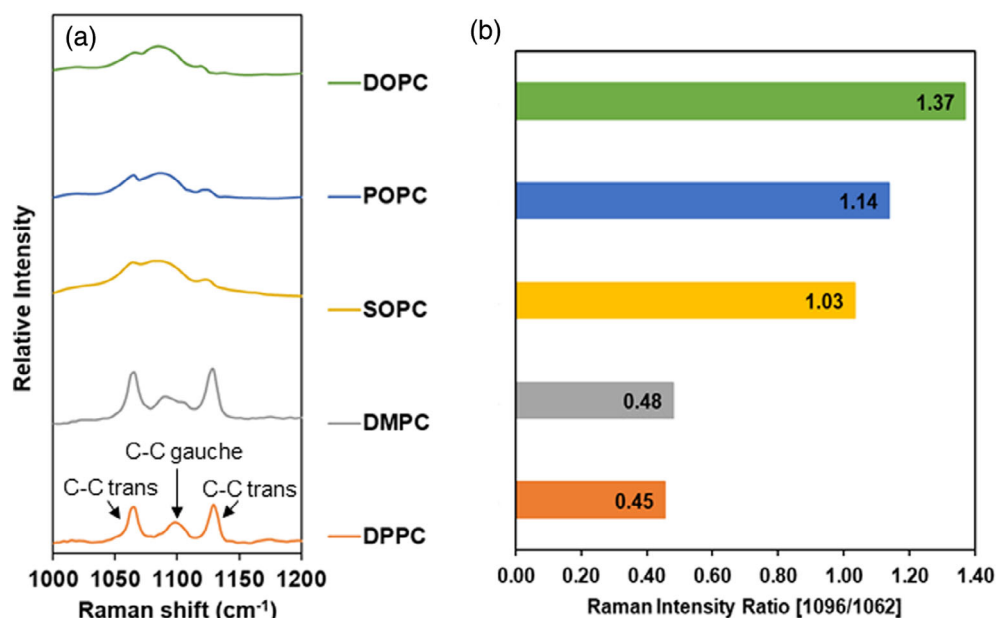 (a)
DOPC
POPC
SOPC
DMPC
C-C gauche
C-C trans
C-C trans
DPPC
Relative Intensity
1000 1050 1100 1150 1200
Raman shift (cm⁻¹)
(b)
1.37
1.14
1.03
0.48
0.45
0.00 0.20 0.40 0.60 0.80 1.00 1.20 1.40
Raman Intensity Ratio [1096/1062]